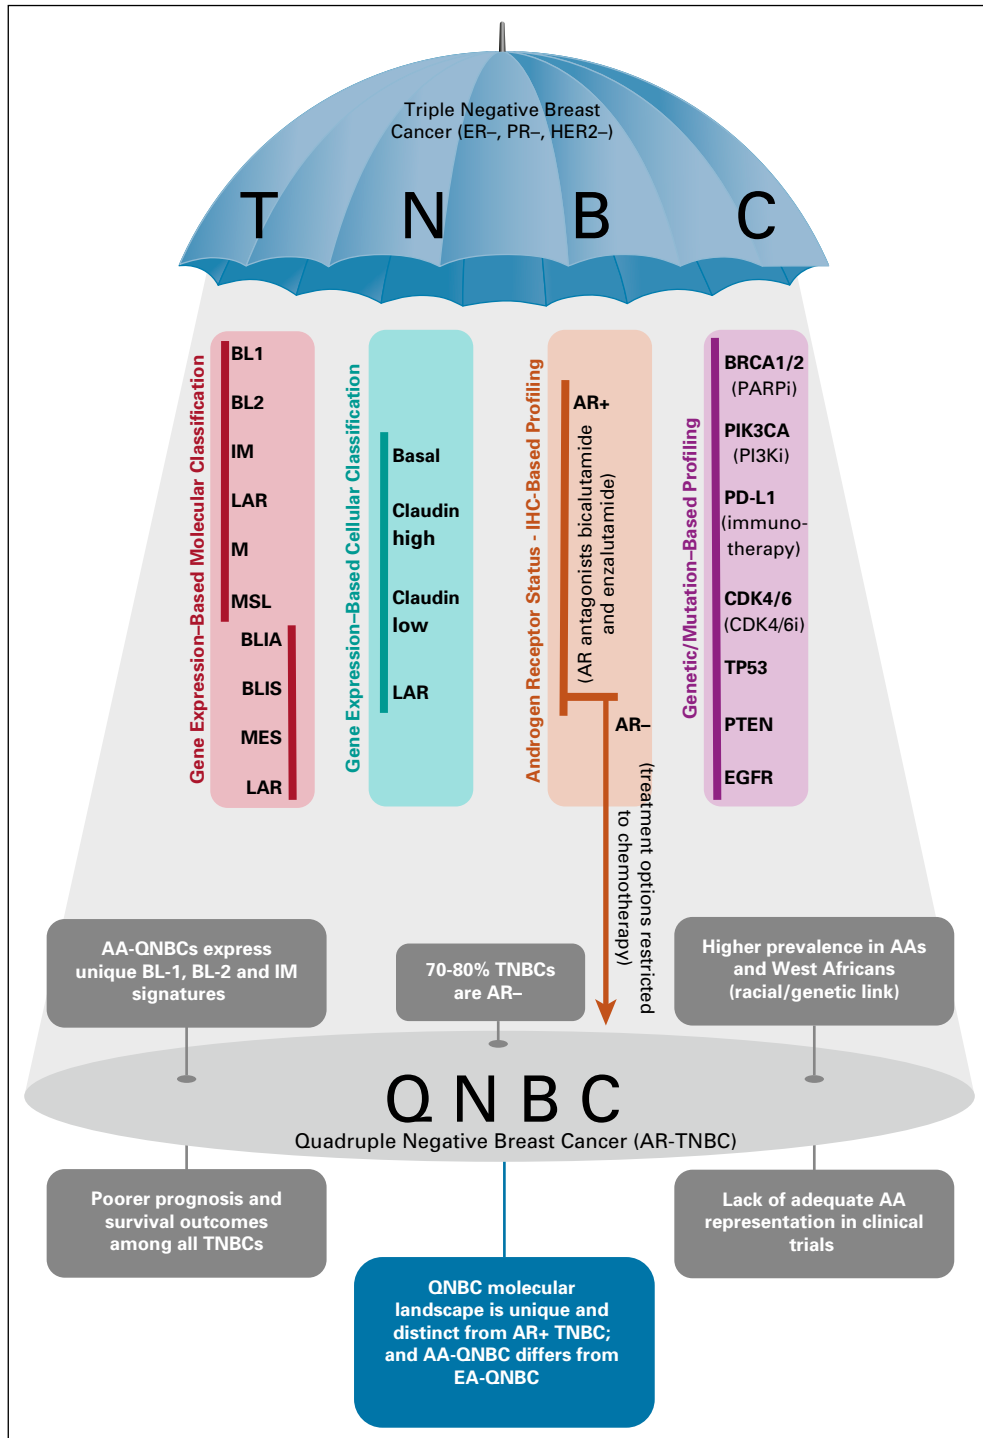 Triple Negative Breast
Cancer (ER–, PR–, HER2–)
T N B C
Gene Expression–Based Molecular Classification
BL1
BL2
IM
LAR
M
MSL
BLIA
BLIS
MES
LAR
Gene Expression–Based Cellular Classification
Basal
Claudin
high
Claudin
low
LAR
Androgen Receptor Status - IHC-Based Profiling
AR+
(AR antagonists bicalutamide
and enzalutamide)
AR–
(treatment options restricted
to chemotherapy)
Genetic/Mutation–Based Profiling
BRCA1/2
(PARPi)
PIK3CA
(PI3Ki)
PD-L1
(immuno-
therapy)
CDK4/6
(CDK4/6i)
TP53
PTEN
EGFR
AA-QNBCs express
unique BL-1, BL-2 and IM
signatures
70-80% TNBCs
are AR–
Higher prevalence in AAs
and West Africans
(racial/genetic link)
Q N B C
Quadruple Negative Breast Cancer (AR-TNBC)
Poorer prognosis and
survival outcomes
among all TNBCs
Lack of adequate AA
representation in clinical
trials
QNBC molecular
landscape is unique and
distinct from AR+ TNBC;
and AA-QNBC differs from
EA-QNBC